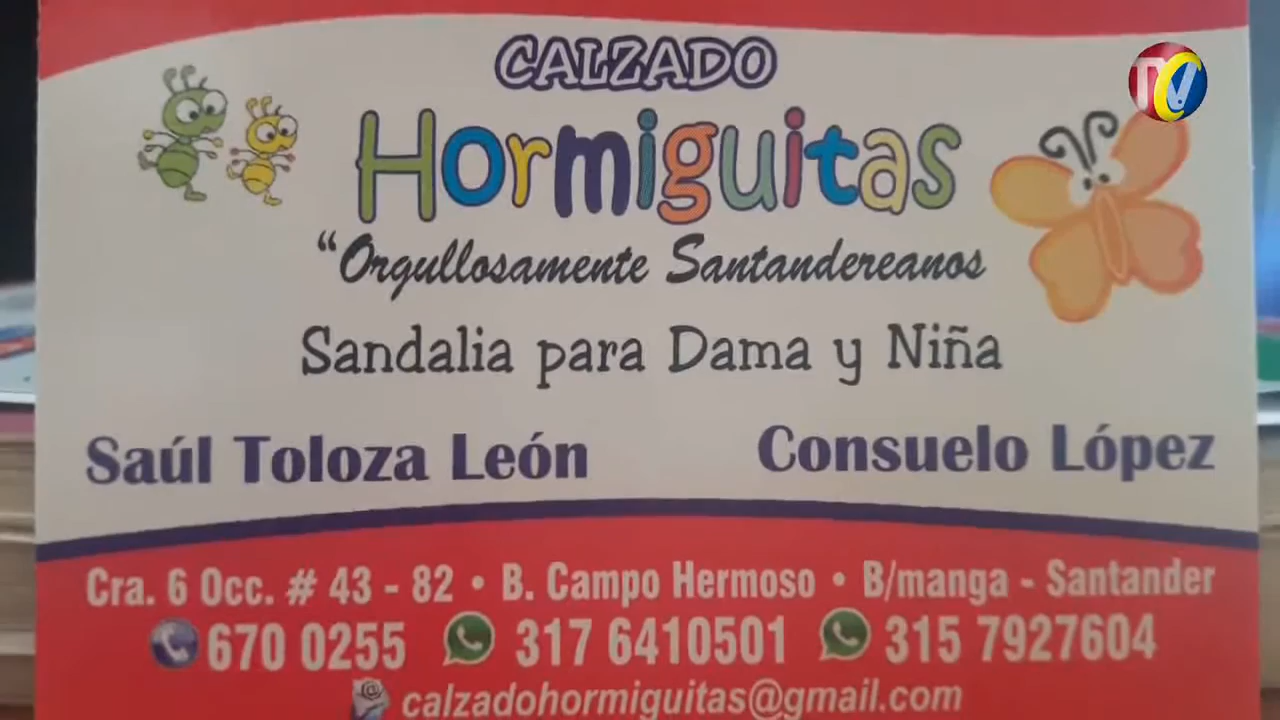 TVC
CALZADO
Hormiguitas
"Orgullosamente Santandereanos
Sandalia para Dama y Niña
Saúl Toloza León Consuelo López
Cra. 6 Occ. # 43 - 82 • B. Campo Hermoso • B/manga - Santander
670 0255 317 6410501 315 7927604
calzadohormiguitas@gmail.com